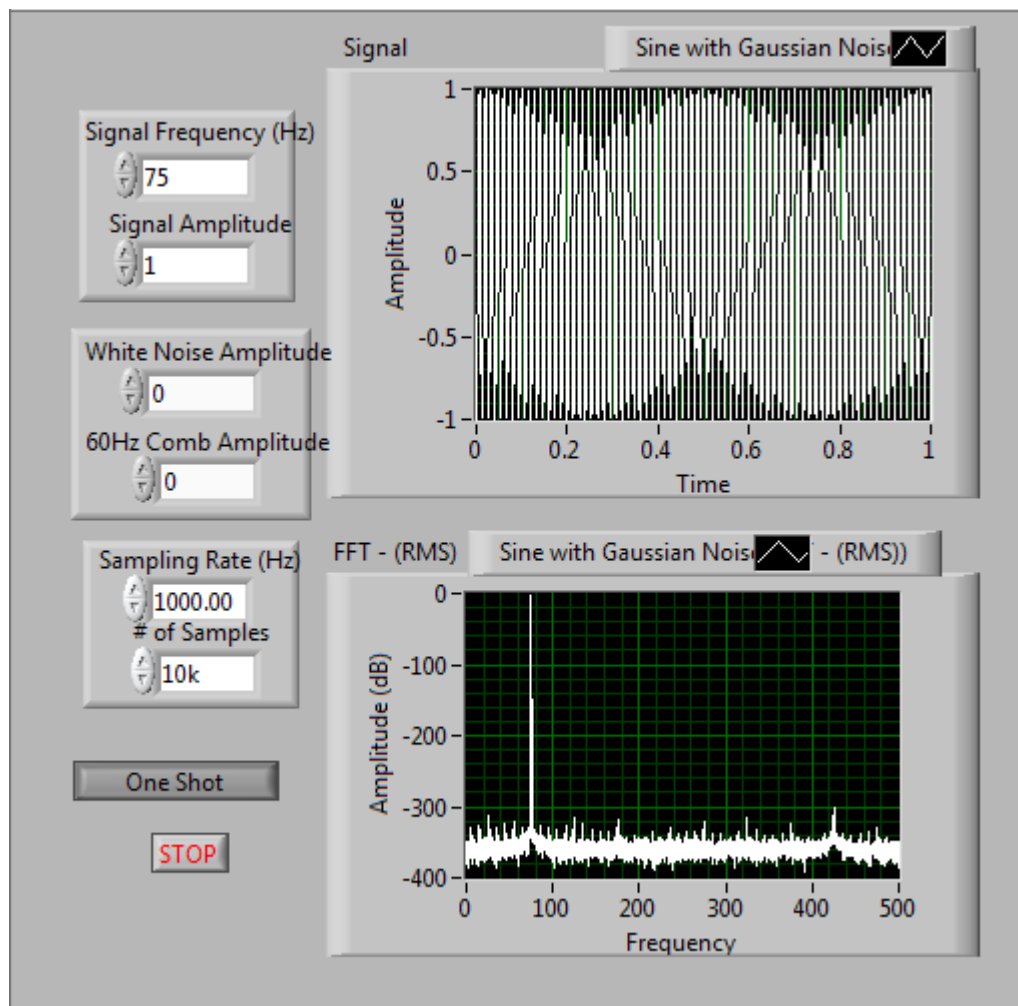 Signal
Sine with Gaussian Noise
1
0.5
0
-0.5
-1
Amplitude
0 0.2 0.4 0.6 0.8 1
Time
Signal Frequency (Hz)
75
Signal Amplitude
1
White Noise Amplitude
0
60Hz Comb Amplitude
0
Sampling Rate (Hz)
1000.00
# of Samples
10k
One Shot
STOP
FFT - (RMS)
Sine with Gaussian Nois - (RMS))
0
-100
-200
-300
-400
Amplitude (dB)
0 100 200 300 400 500
Frequency